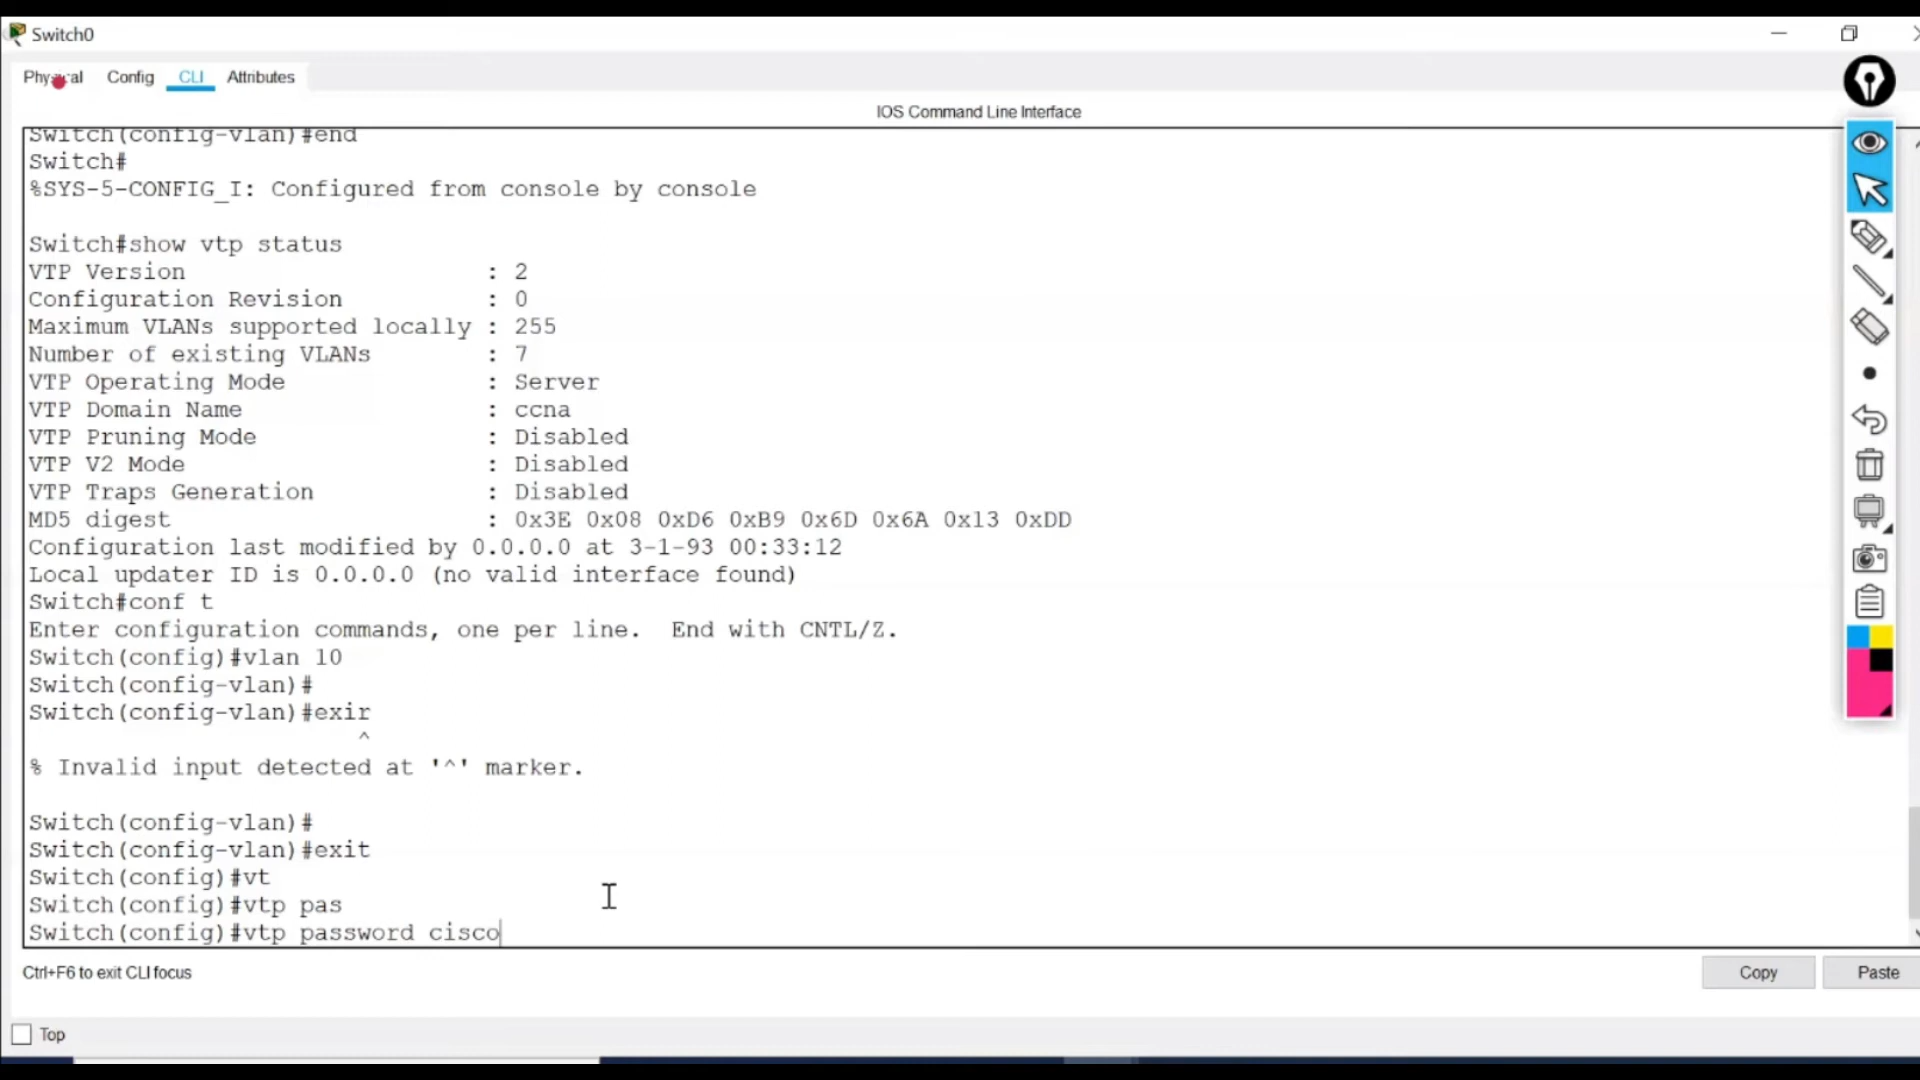 Switch0
Physical Config CLI Attributes
IOS Command Line Interface
Switch(config-vlan)#end
Switch#
%SYS-5-CONFIG_I: Configured from console by console
Switch#show vtp status
VTP Version : 2
Configuration Revision : 0
Maximum VLANs supported locally : 255
Number of existing VLANs : 7
VTP Operating Mode : Server
VTP Domain Name : ccna
VTP Pruning Mode : Disabled
VTP V2 Mode : Disabled
VTP Traps Generation : Disabled
MD5 digest : 0x3E 0x08 0xD6 0xB9 0x6D 0x6A 0x13 0xDD
Configuration last modified by 0.0.0.0 at 3-1-93 00:33:12
Local updater ID is 0.0.0.0 (no valid interface found)
Switch#conf t
Enter configuration commands, one per line.  End with CNTL/Z.
Switch(config)#vlan 10
Switch(config-vlan)#
Switch(config-vlan)#exir
^
% Invalid input detected at '^' marker.
Switch(config-vlan)#
Switch(config-vlan)#exit
Switch(config)#vt
Switch(config)#vtp pas
Switch(config)#vtp password cisco
Ctrl+F6 to exit CLI focus
Copy Paste
Top